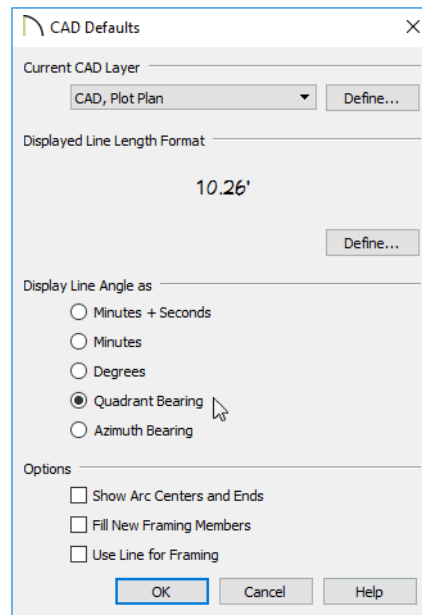 CAD Defaults
Current CAD Layer
CAD, Plot Plan Define...
Displayed Line Length Format
10.26'
Define...
Display Line Angle as
Minutes + Seconds
Minutes
Degrees
Quadrant Bearing
Azimuth Bearing
Options
Show Arc Centers and Ends
Fill New Framing Members
Use Line for Framing
OK Cancel Help